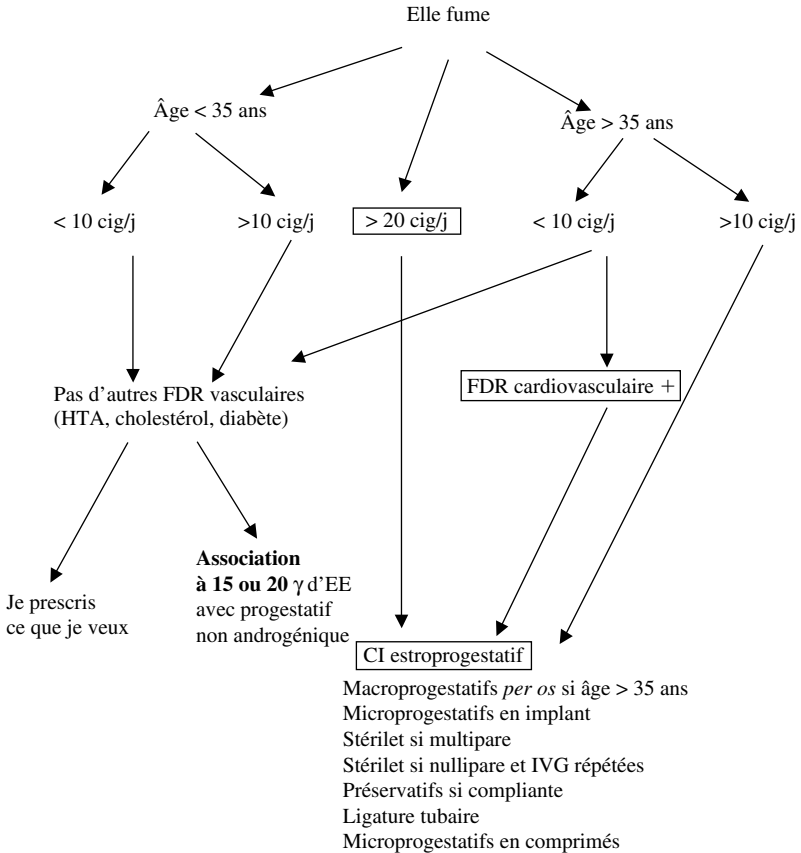 Elle fume
Âge < 35 ans
Âge > 35 ans
< 10 cig/j
>10 cig/j
> 20 cig/j
< 10 cig/j
>10 cig/j
Pas d'autres FDR vasculaires
(HTA, cholestérol, diabète)
FDR cardiovasculaire +
Je prescris
ce que je veux
Association
à 15 ou 20 γ d'EE
avec progestatif
non androgénique
CI estroprogestatif
Macroprogestatifs per os si âge > 35 ans
Microprogestatifs en implant
Stérilet si multipare
Stérilet si nullipare et IVG répétées
Préservatifs si compliante
Ligature tubaire
Microprogestatifs en comprimés